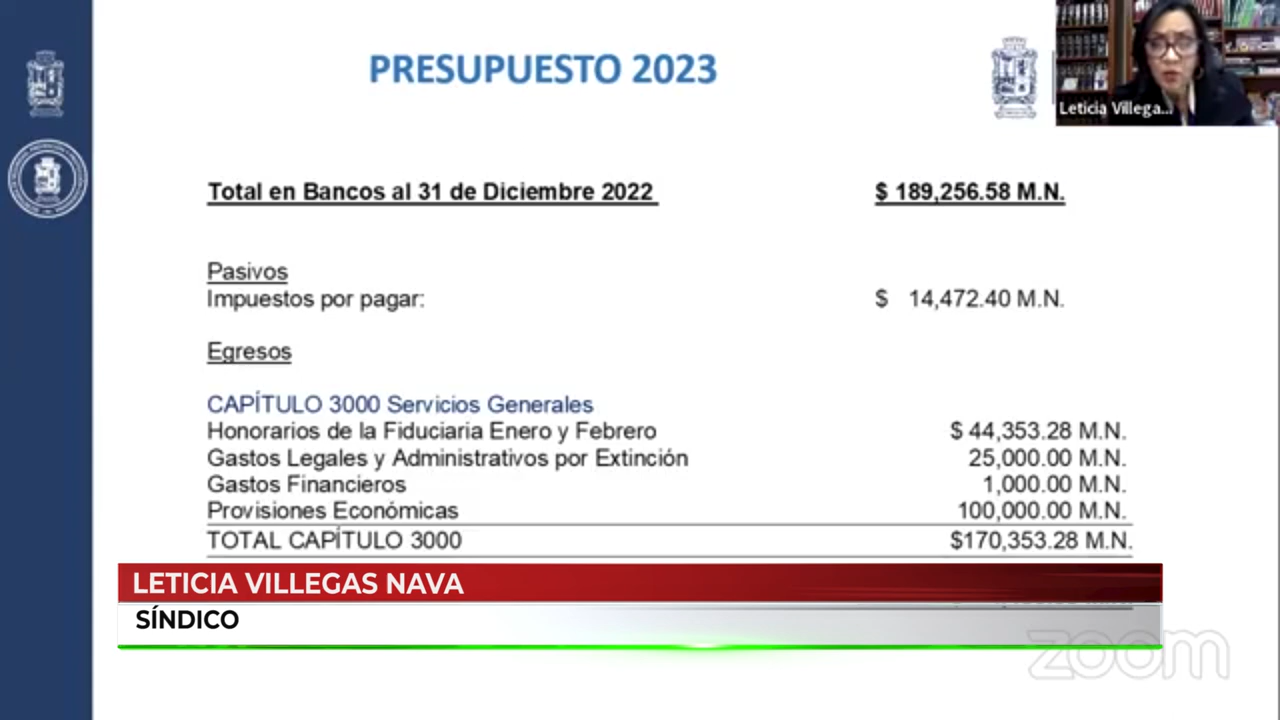 PRESUPUESTO 2023
Leticia Villega...
Total en Bancos al 31 de Diciembre 2022 $ 189,256.58 M.N.
Pasivos
Impuestos por pagar: $ 14,472.40 M.N.
Egresos
CAPÍTULO 3000 Servicios Generales
Honorarios de la Fiduciaria Enero y Febrero $ 44,353.28 M.N.
Gastos Legales y Administrativos por Extinción 25,000.00 M.N.
Gastos Financieros 1,000.00 M.N.
Provisiones Económicas 100,000.00 M.N.
TOTAL CAPÍTULO 3000 $170,353.28 M.N.
LETICIA VILLEGAS NAVA
SÍNDICO
zoom